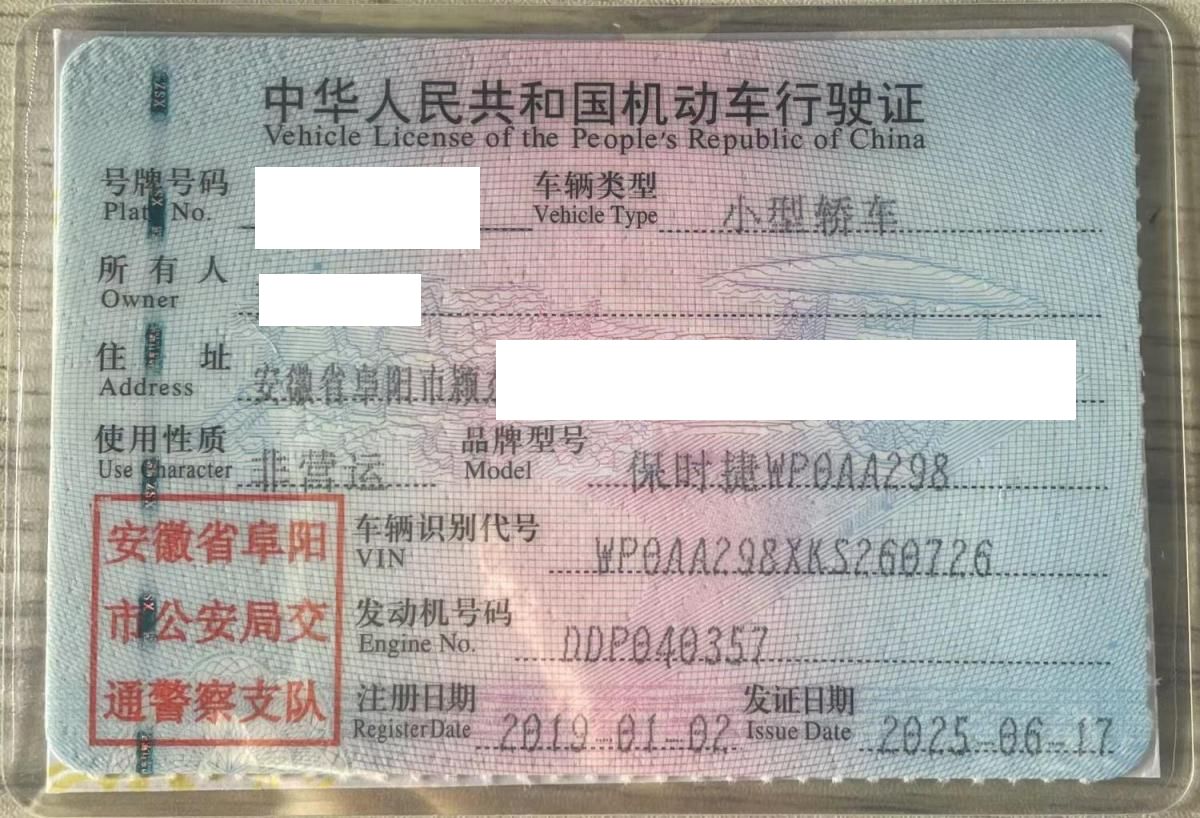 中华人民共和国机动车行驶证
Vehicle License of the People's Republic of China
号牌号码 车辆类型 小型轿车
Plate No. Vehicle Type
所有人
Owner
住址 安徽省阜阳市颍
Address
使用性质 非营运 品牌型号 保时捷WP0AA298
Use Character Model
安徽省阜阳
市公安局交
通警察支队
车辆识别代号 WP0AA298XKS260726
VIN
发动机号码 DDP040357
Engine No.
注册日期 2019-01-02 发证日期 2025-06-17
Register Date Issue Date